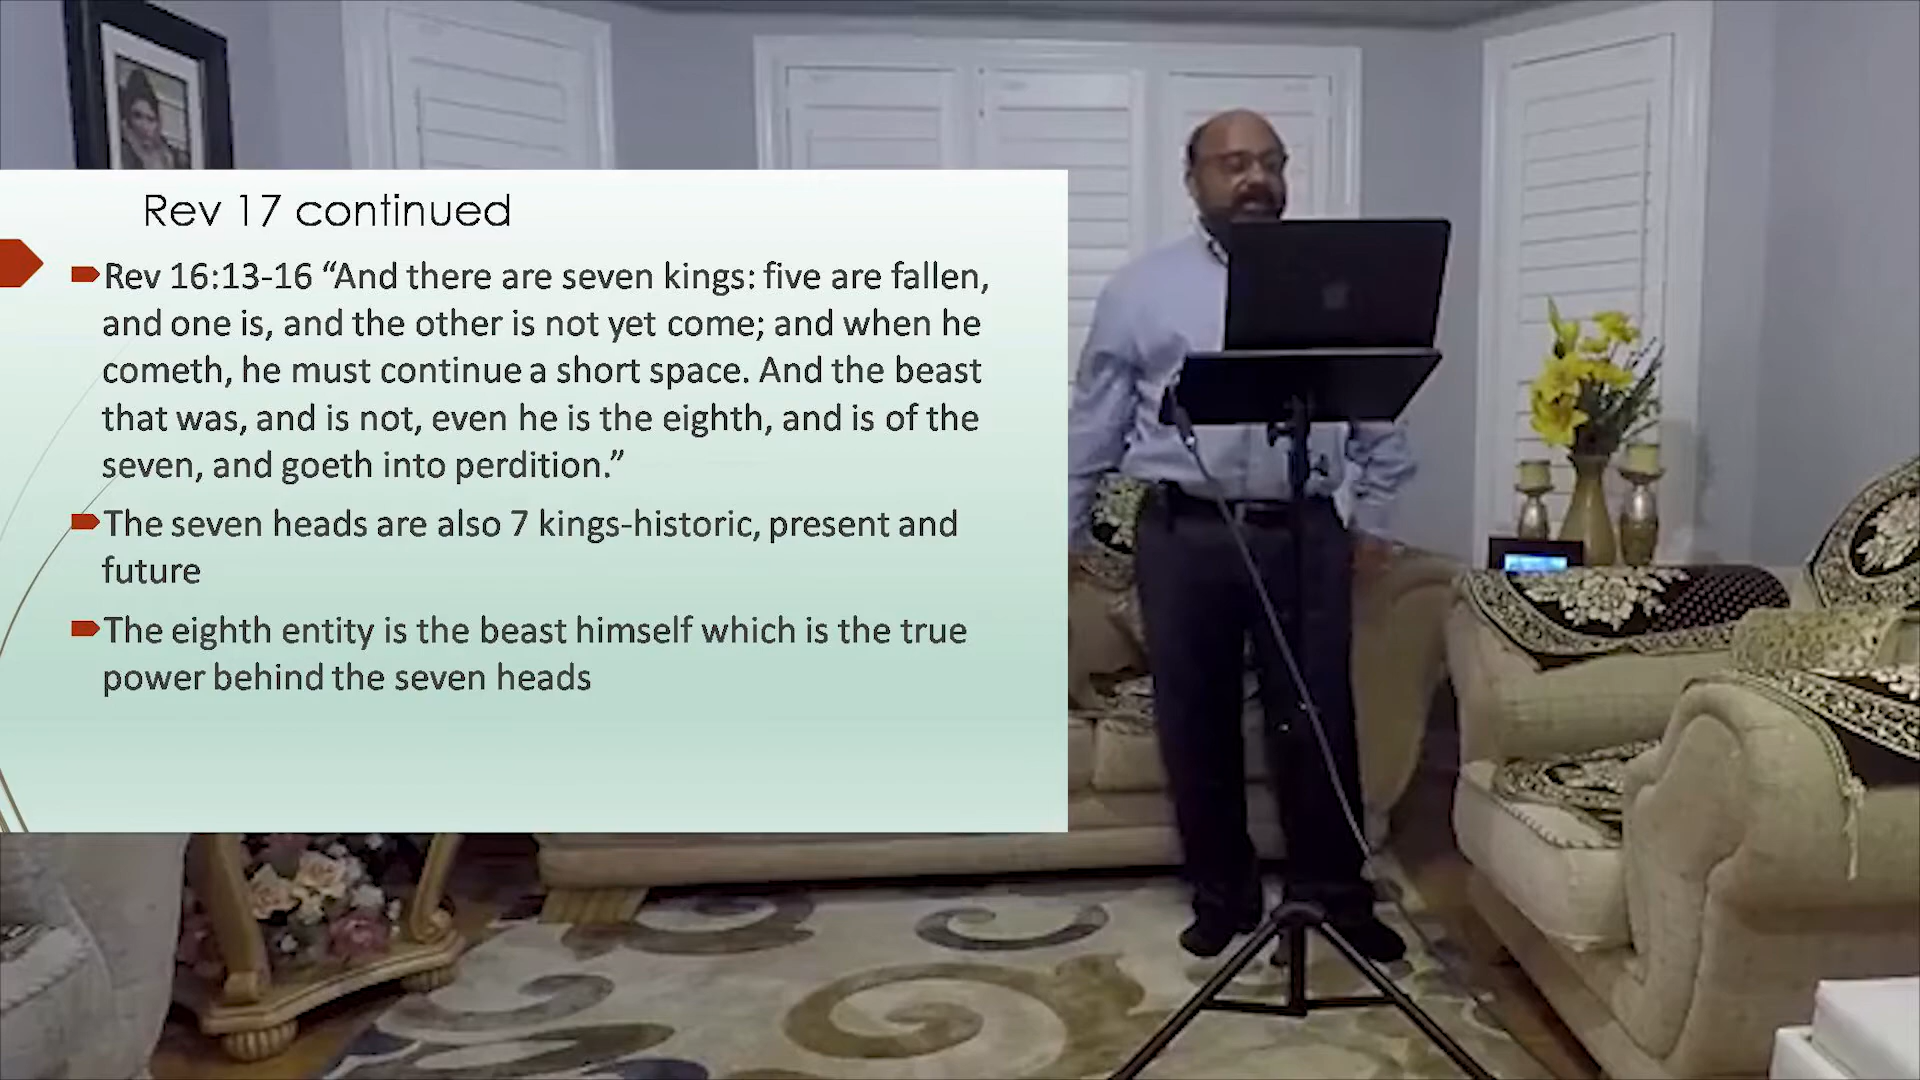 Rev 17 continued
Rev 16:13-16 “And there are seven kings: five are fallen,
and one is, and the other is not yet come; and when he
cometh, he must continue a short space. And the beast
that was, and is not, even he is the eighth, and is of the
seven, and goeth into perdition.”
The seven heads are also 7 kings-historic, present and
future
The eighth entity is the beast himself which is the true
power behind the seven heads